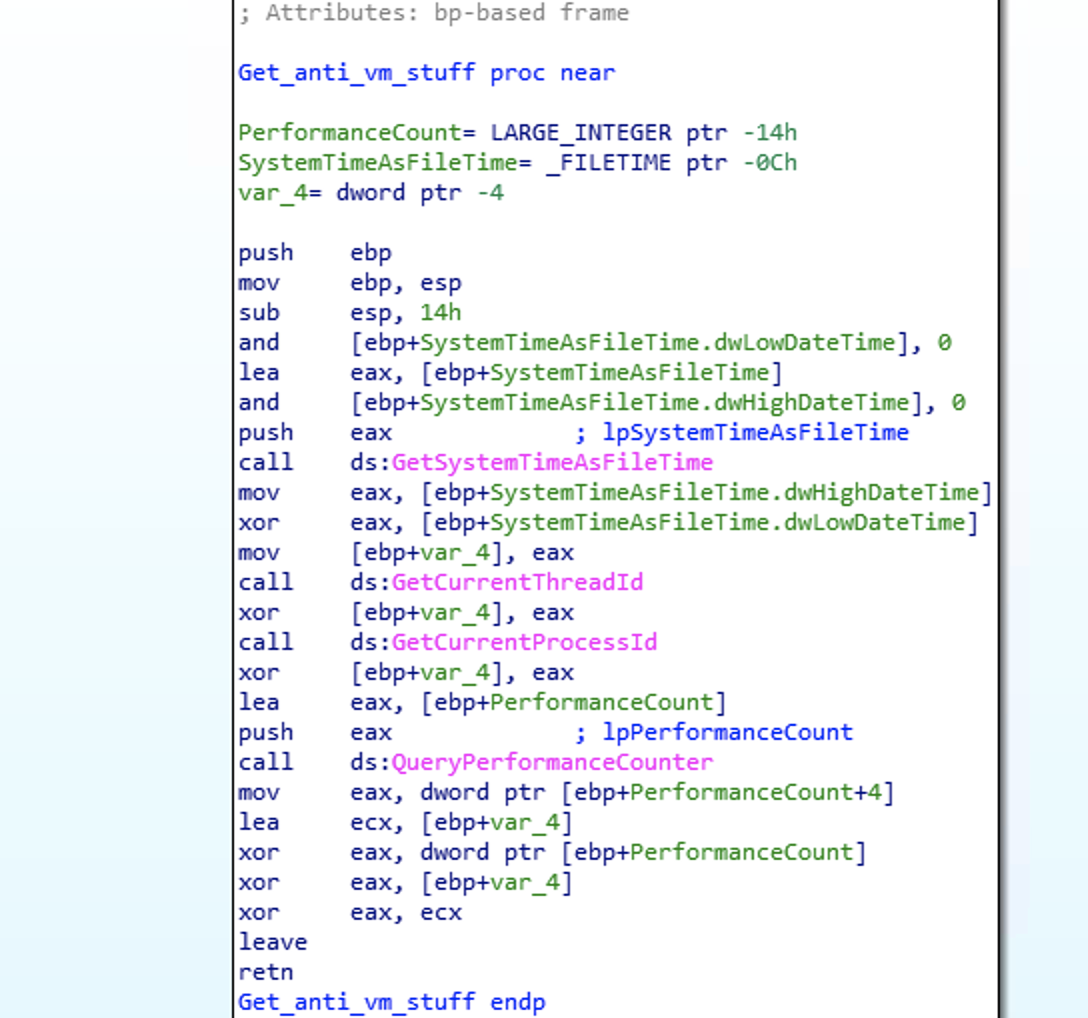 ; Attributes: bp-based frame
Get_anti_vm_stuff proc near
PerformanceCount= LARGE_INTEGER ptr -14h
SystemTimeAsFileTime= _FILETIME ptr -0Ch
var_4= dword ptr -4
push    ebp
mov     ebp, esp
sub     esp, 14h
and     [ebp+SystemTimeAsFileTime.dwLowDateTime], 0
lea     eax, [ebp+SystemTimeAsFileTime]
and     [ebp+SystemTimeAsFileTime.dwHighDateTime], 0
push    eax             ; lpSystemTimeAsFileTime
call    ds:GetSystemTimeAsFileTime
mov     eax, [ebp+SystemTimeAsFileTime.dwHighDateTime]
xor     eax, [ebp+SystemTimeAsFileTime.dwLowDateTime]
mov     [ebp+var_4], eax
call    ds:GetCurrentThreadId
xor     [ebp+var_4], eax
call    ds:GetCurrentProcessId
xor     [ebp+var_4], eax
lea     eax, [ebp+PerformanceCount]
push    eax             ; lpPerformanceCount
call    ds:QueryPerformanceCounter
mov     eax, dword ptr [ebp+PerformanceCount+4]
lea     ecx, [ebp+var_4]
xor     eax, dword ptr [ebp+PerformanceCount]
xor     eax, [ebp+var_4]
xor     eax, ecx
leave
retn
Get_anti_vm_stuff endp